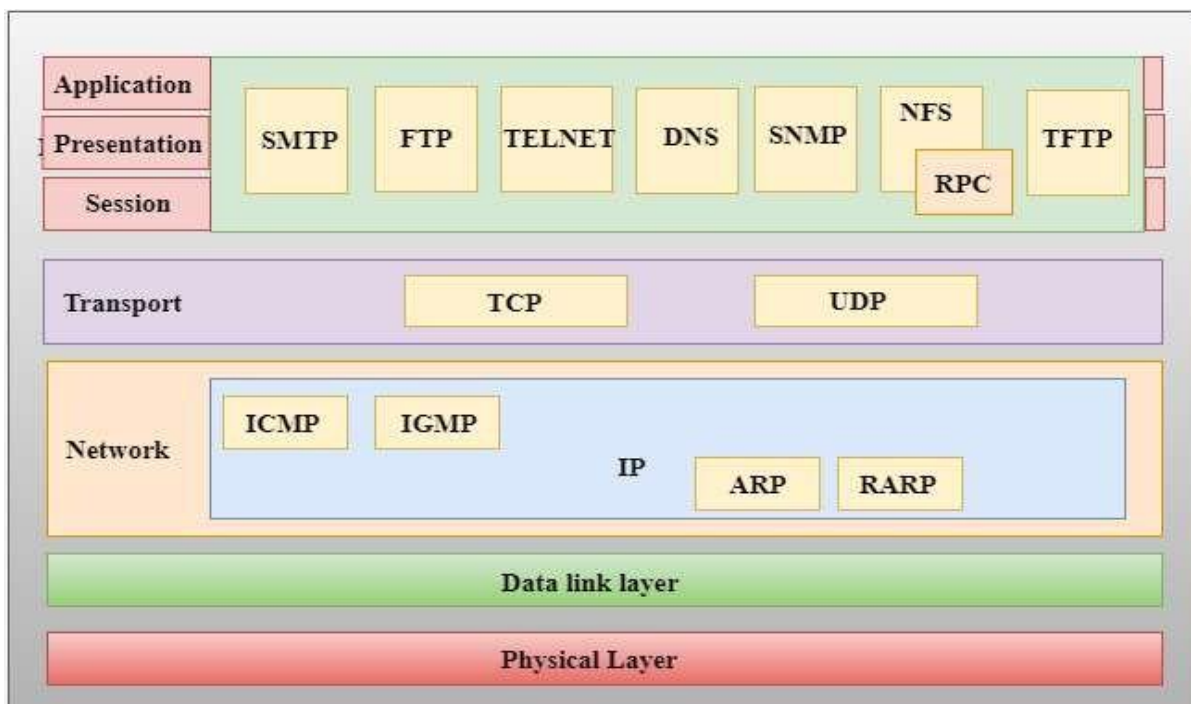 Application
Presentation
Session
SMTP
FTP
TELNET
DNS
SNMP
NFS
RPC
TFTP
Transport
TCP
UDP
Network
ICMP
IGMP
IP
ARP
RARP
Data link layer
Physical Layer